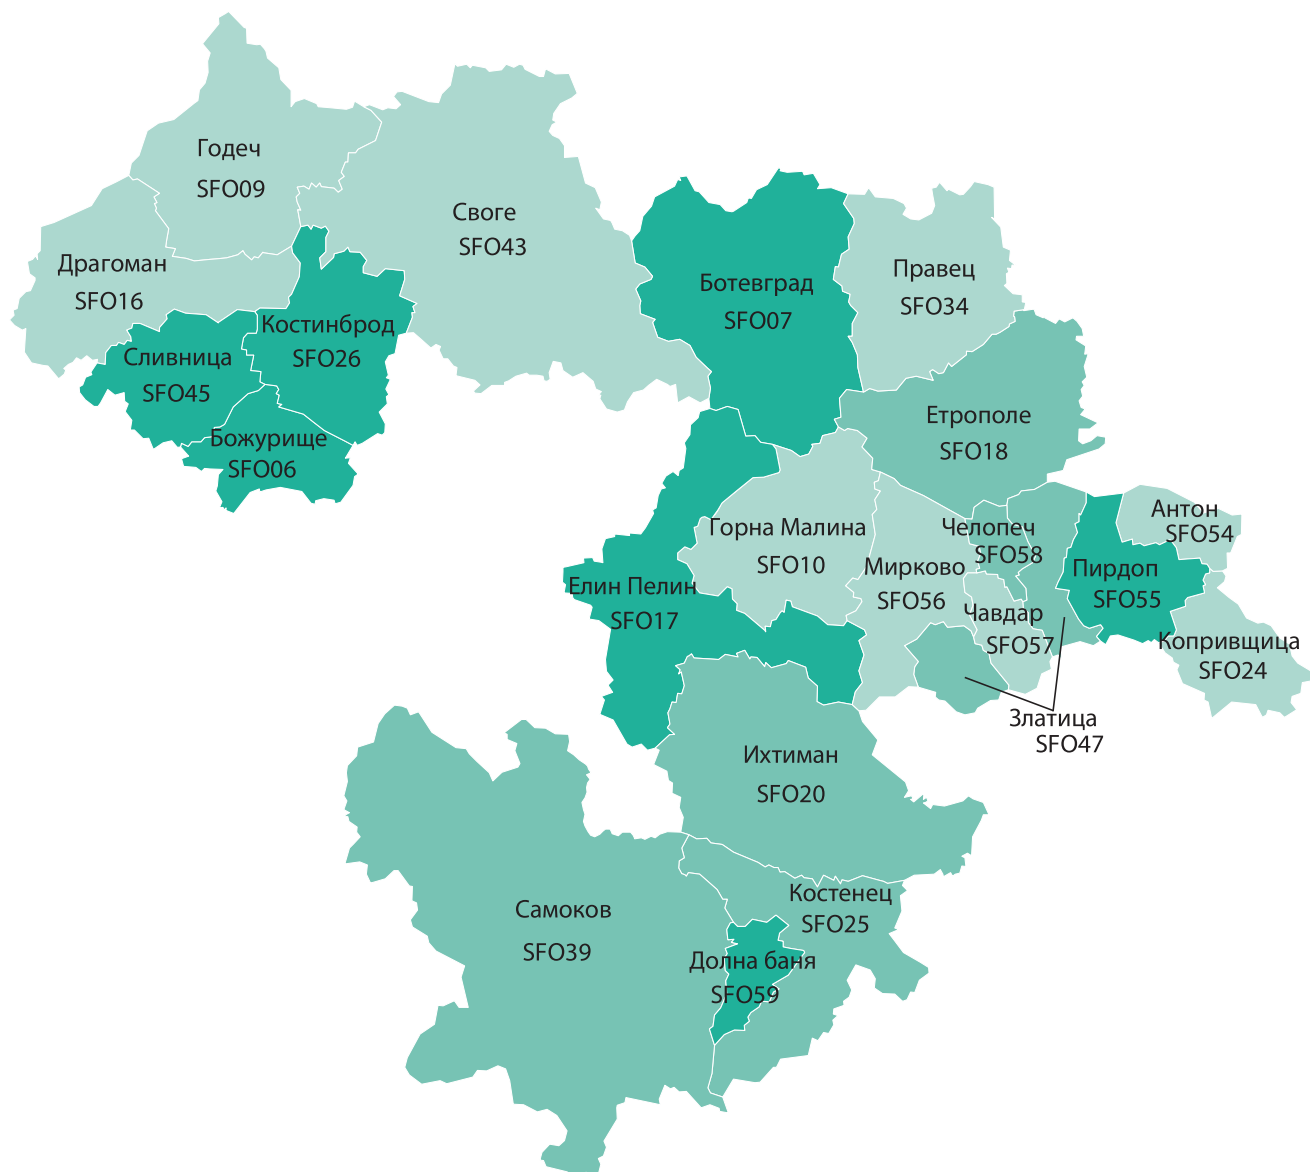 Годеч
SFO09
Своге
SFO43
Драгоман
SFO16
Ботевград
SFO07
Правец
SFO34
Костинброд
SFO26
Сливница
SFO45
Божурище
SFO06
Етрополе
SFO18
Антон
SFO54
Горна Малина
SFO10
Челопеч
SFO58
Мирково
SFO56
Пирдоп
SFO55
Елин Пелин
SFO17
Чавдар
SFO57
Копривщица
SFO24
Златица
SFO47
Ихтиман
SFO20
Костенец
SFO25
Самоков
SFO39
Долна баня
SFO59